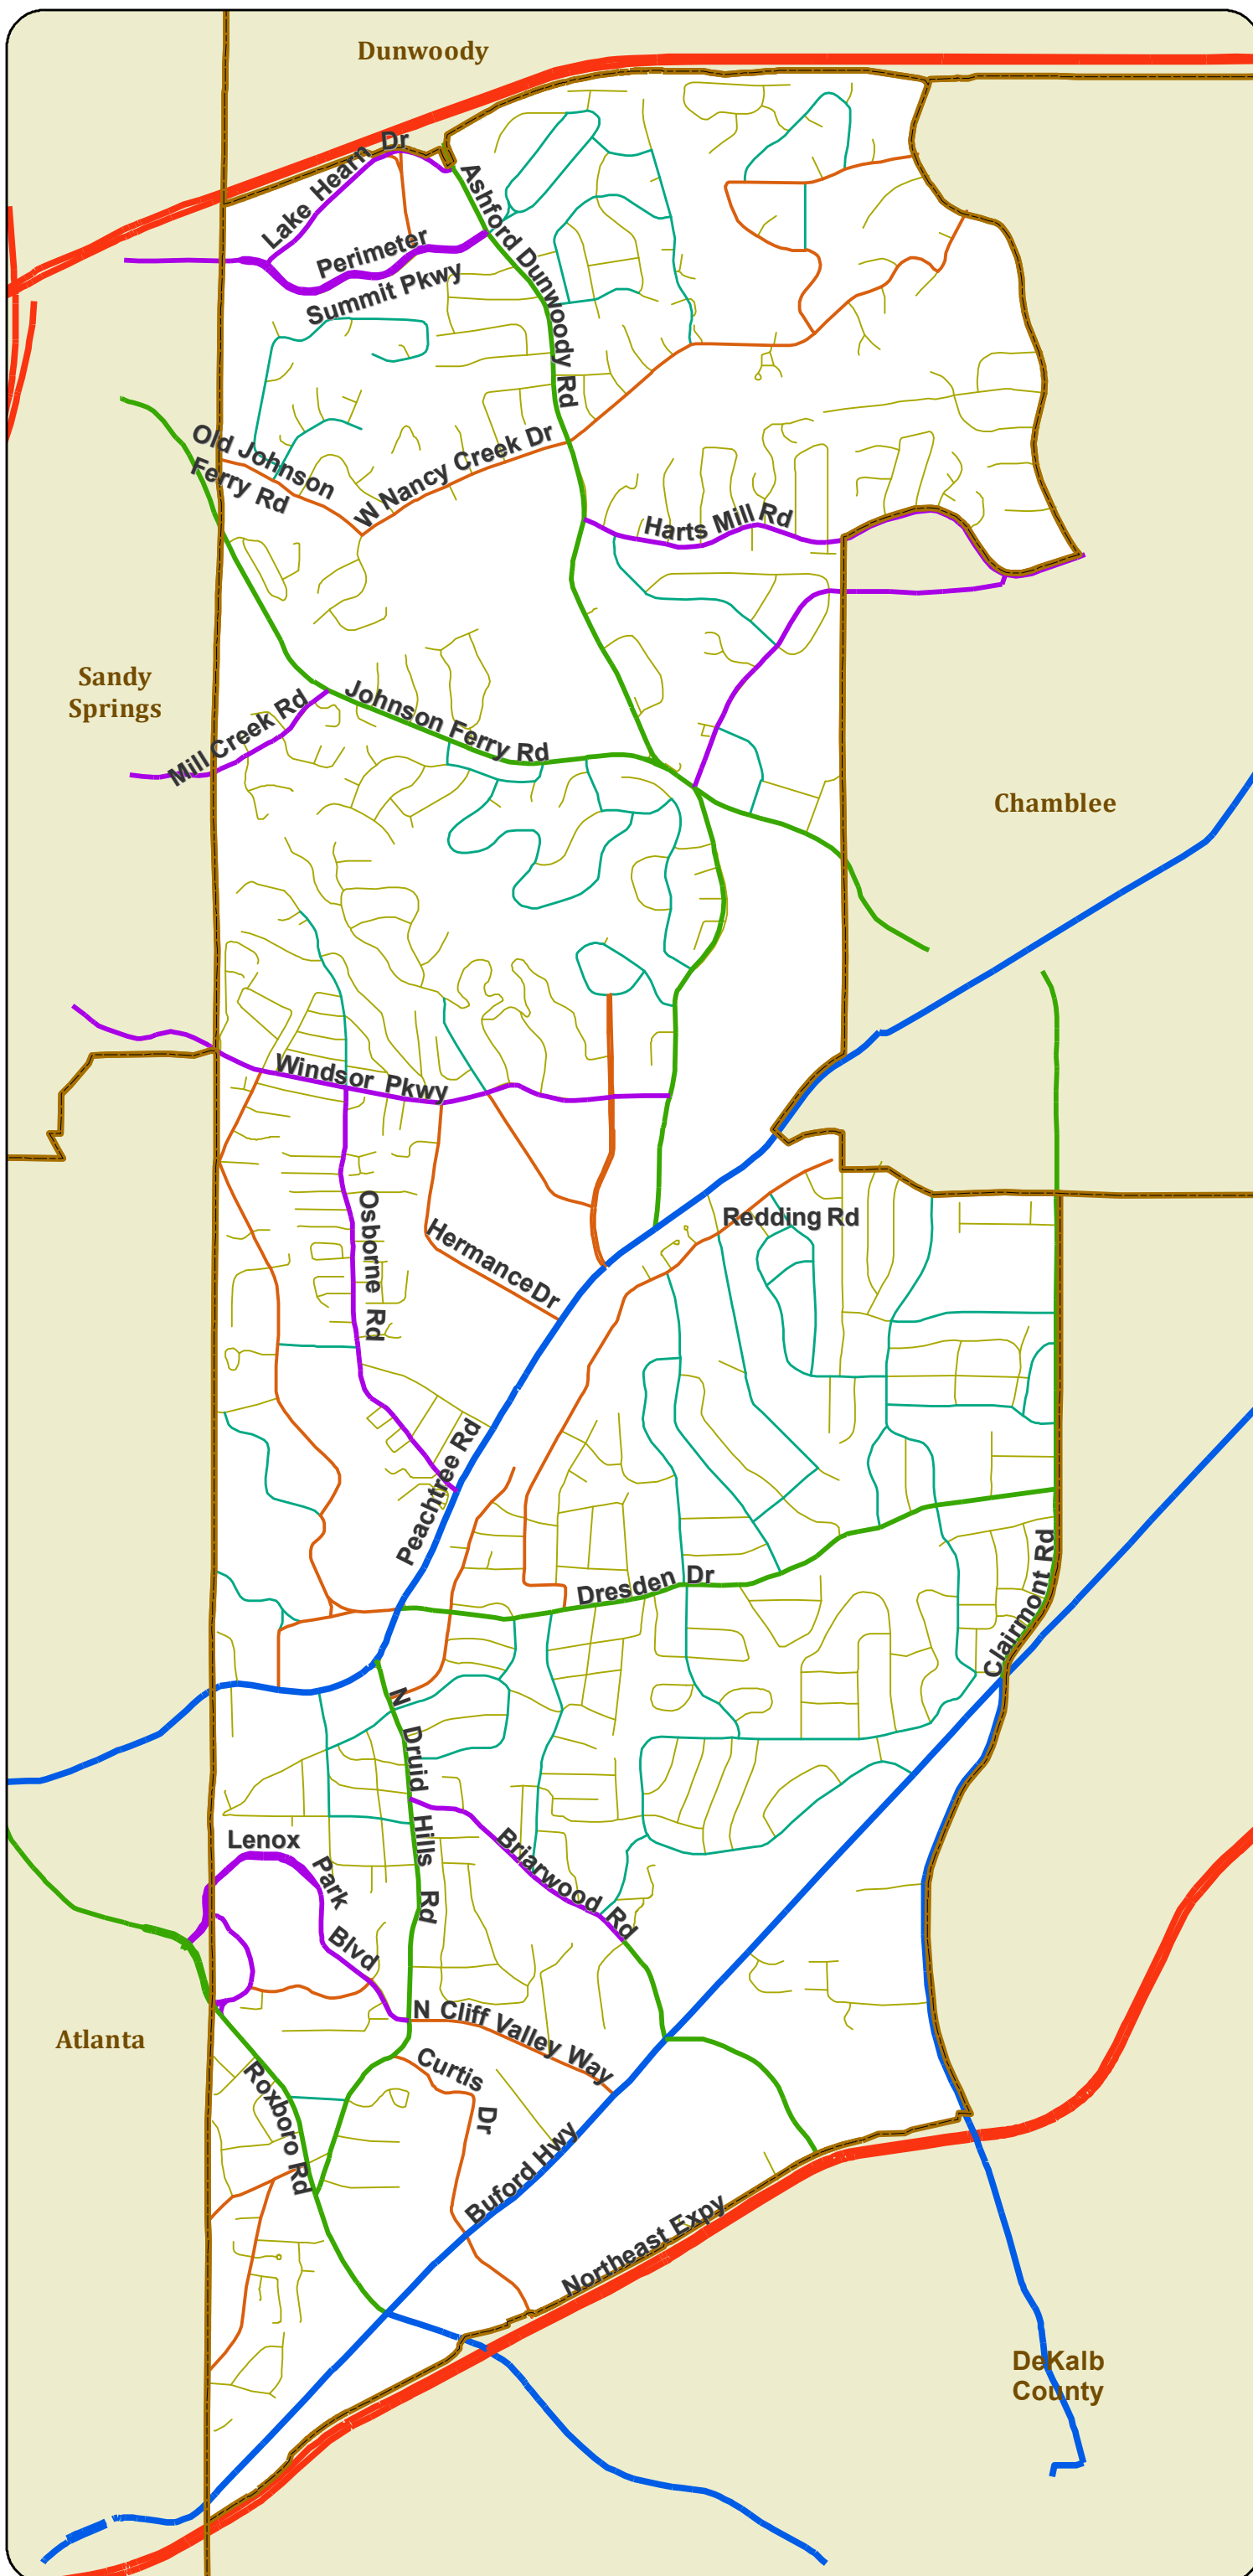 Dunwoody
Lake Hearn Dr
Ashford Dunwoody Rd
Perimeter
Summit Pkwy
Old Johnson
Ferry Rd
W Nancy Creek Dr
Harts Mill Rd
Sandy
Springs
Mill Creek Rd
Johnson Ferry Rd
Chamblee
Windsor Pkwy
Osborne Rd
Hermance Dr
Redding Rd
Peachtree Rd
Dresden Dr
Clairmont Rd
N Druid Hills Rd
Lenox Park Blvd
Briarwood Rd
Atlanta
N Cliff Valley Way
Curtis Dr
Roxboro Rd
Buford Hwy
Northeast Expy
DeKalb
County